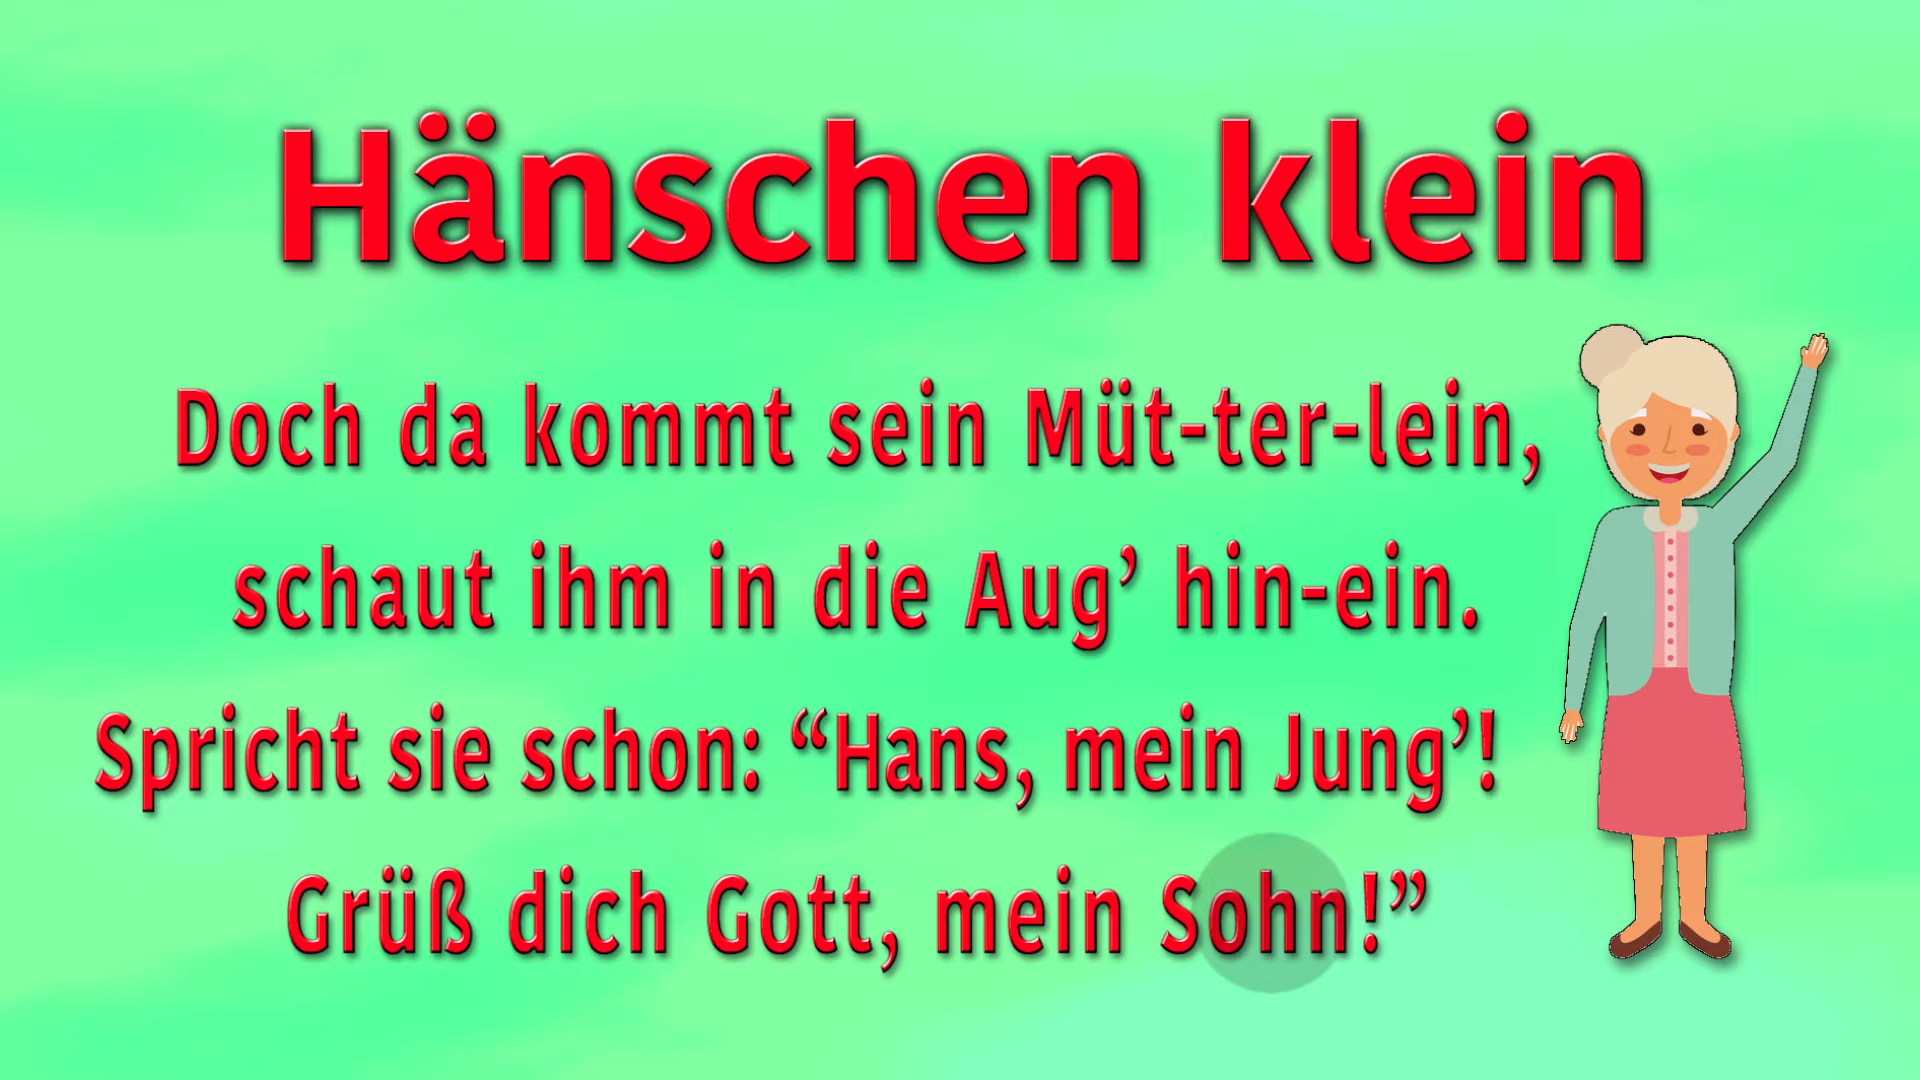 Hänschen klein
Doch da kommt sein Müt-ter-lein,
schaut ihm in die Aug’ hin-ein.
Spricht sie schon: “Hans, mein Jung’!
Grüß dich Gott, mein Sohn!”